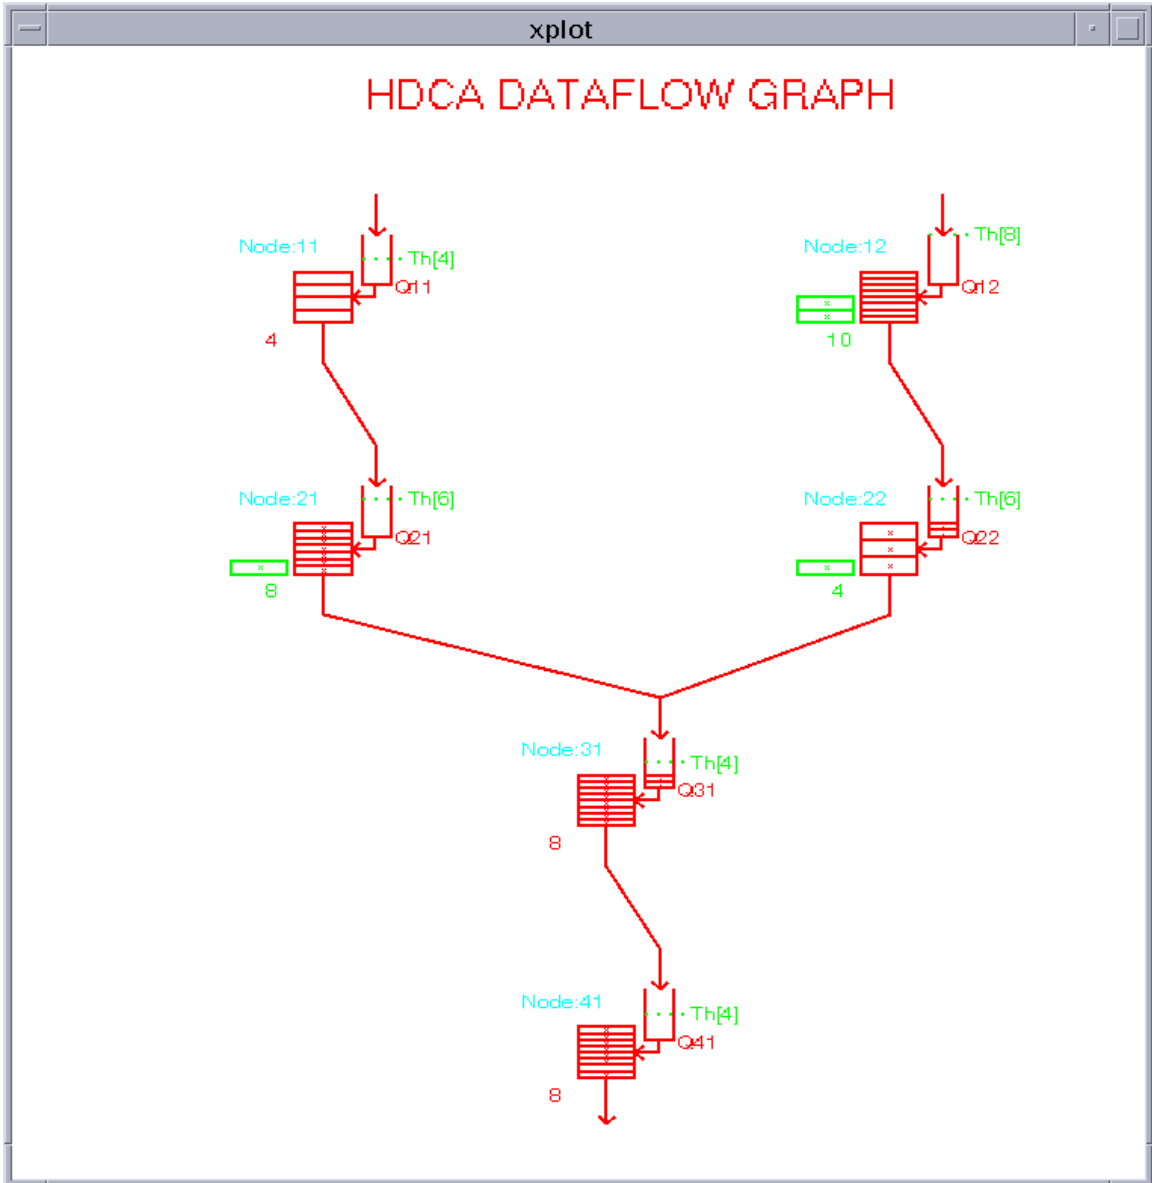 xplot
HDCA DATAFLOW GRAPH
Node:11
Th[4]
Q11
4
Node:12
Th[8]
Q12
10
Node:21
Th[6]
Q21
8
Node:22
Th[6]
Q22
4
Node:31
Th[4]
Q31
8
Node:41
Th[4]
Q41
8